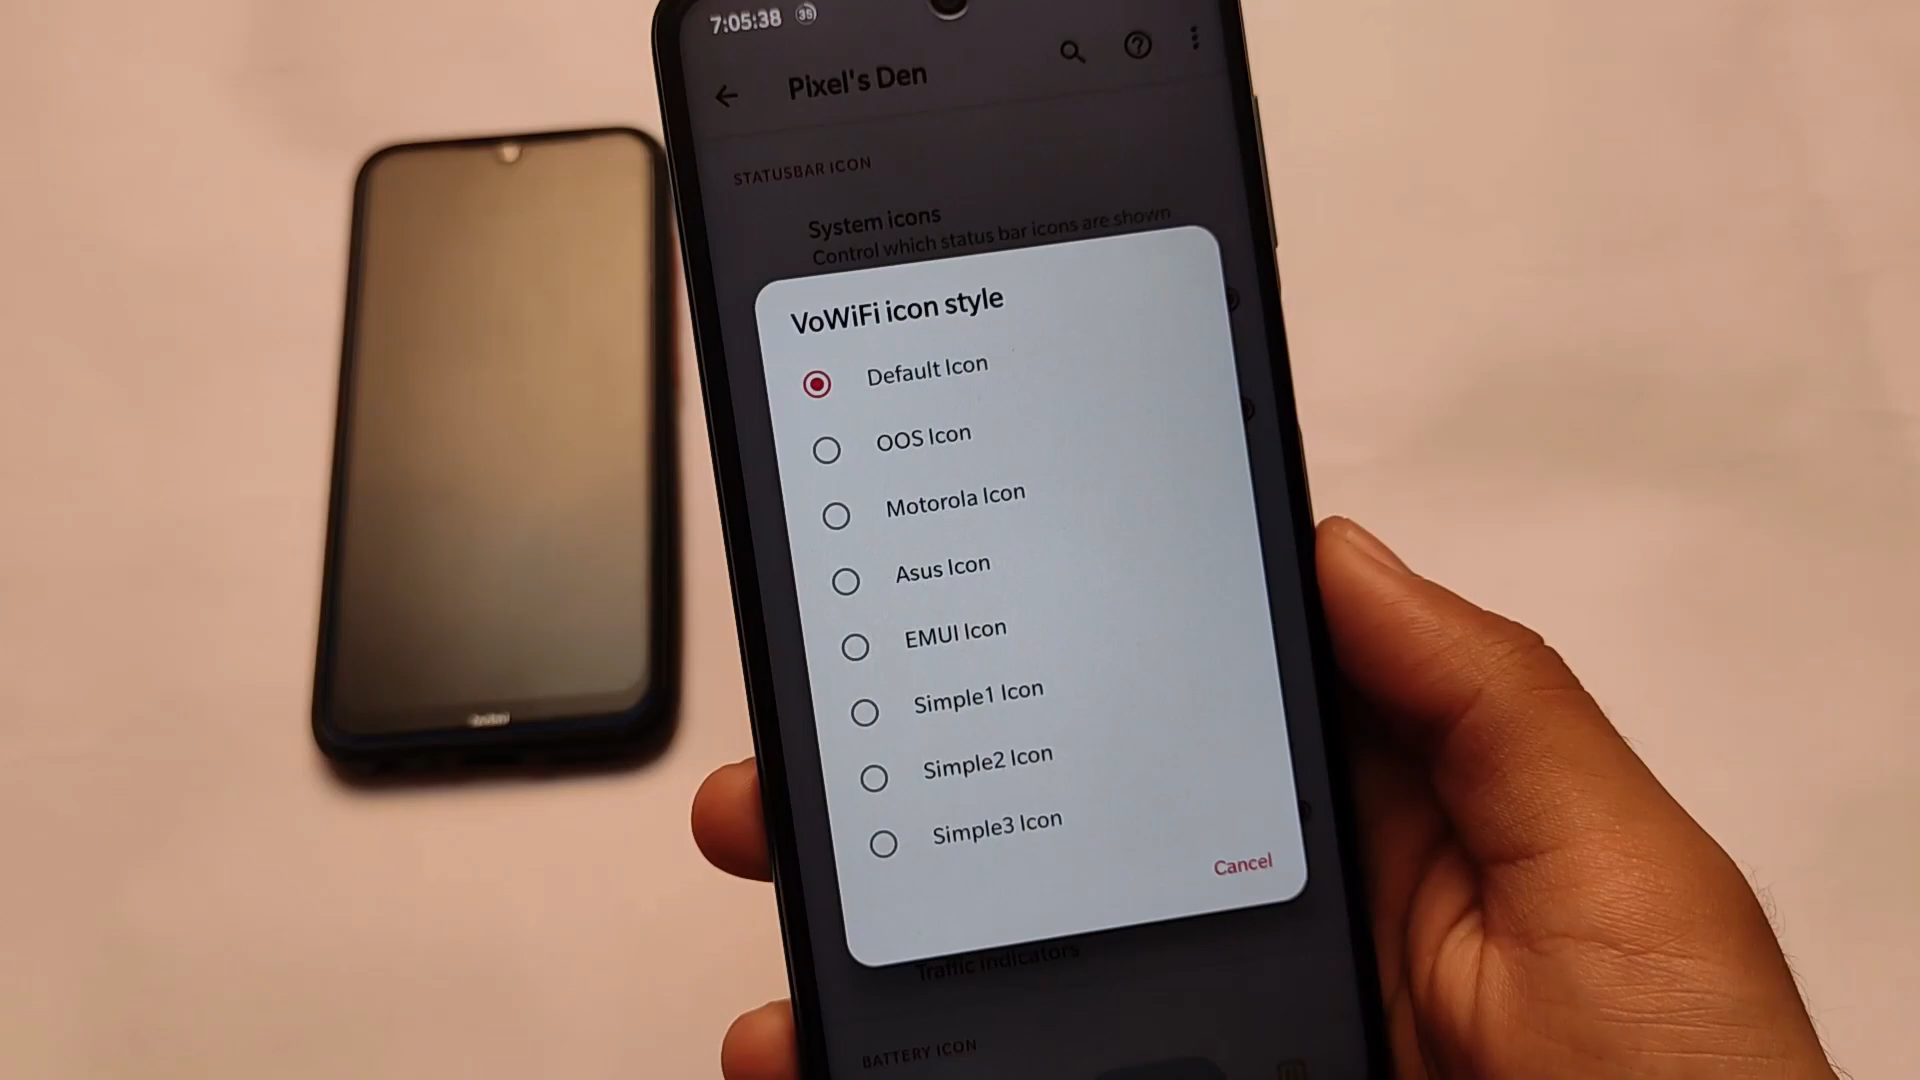 7:05:38 35
Pixel's Den
STATUSBAR ICON
System icons
Control which status bar icons are shown
VoWiFi icon style
Default Icon
OOS Icon
Motorola Icon
Asus Icon
EMUI Icon
Simple1 Icon
Simple2 Icon
Simple3 Icon
Cancel
Traffic indicators
BATTERY ICON